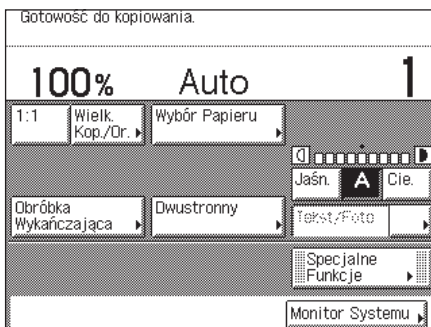 Gotowość do kopiowania.
100% Auto 1
1:1
Wielk.
Kop./Or.
Wybór Papieru
Jaśn. A Cie.
Obróbka
Wykańczająca
Dwustronny
Tekst/Foto
Specjalne
Funkcje
Monitor Systemu